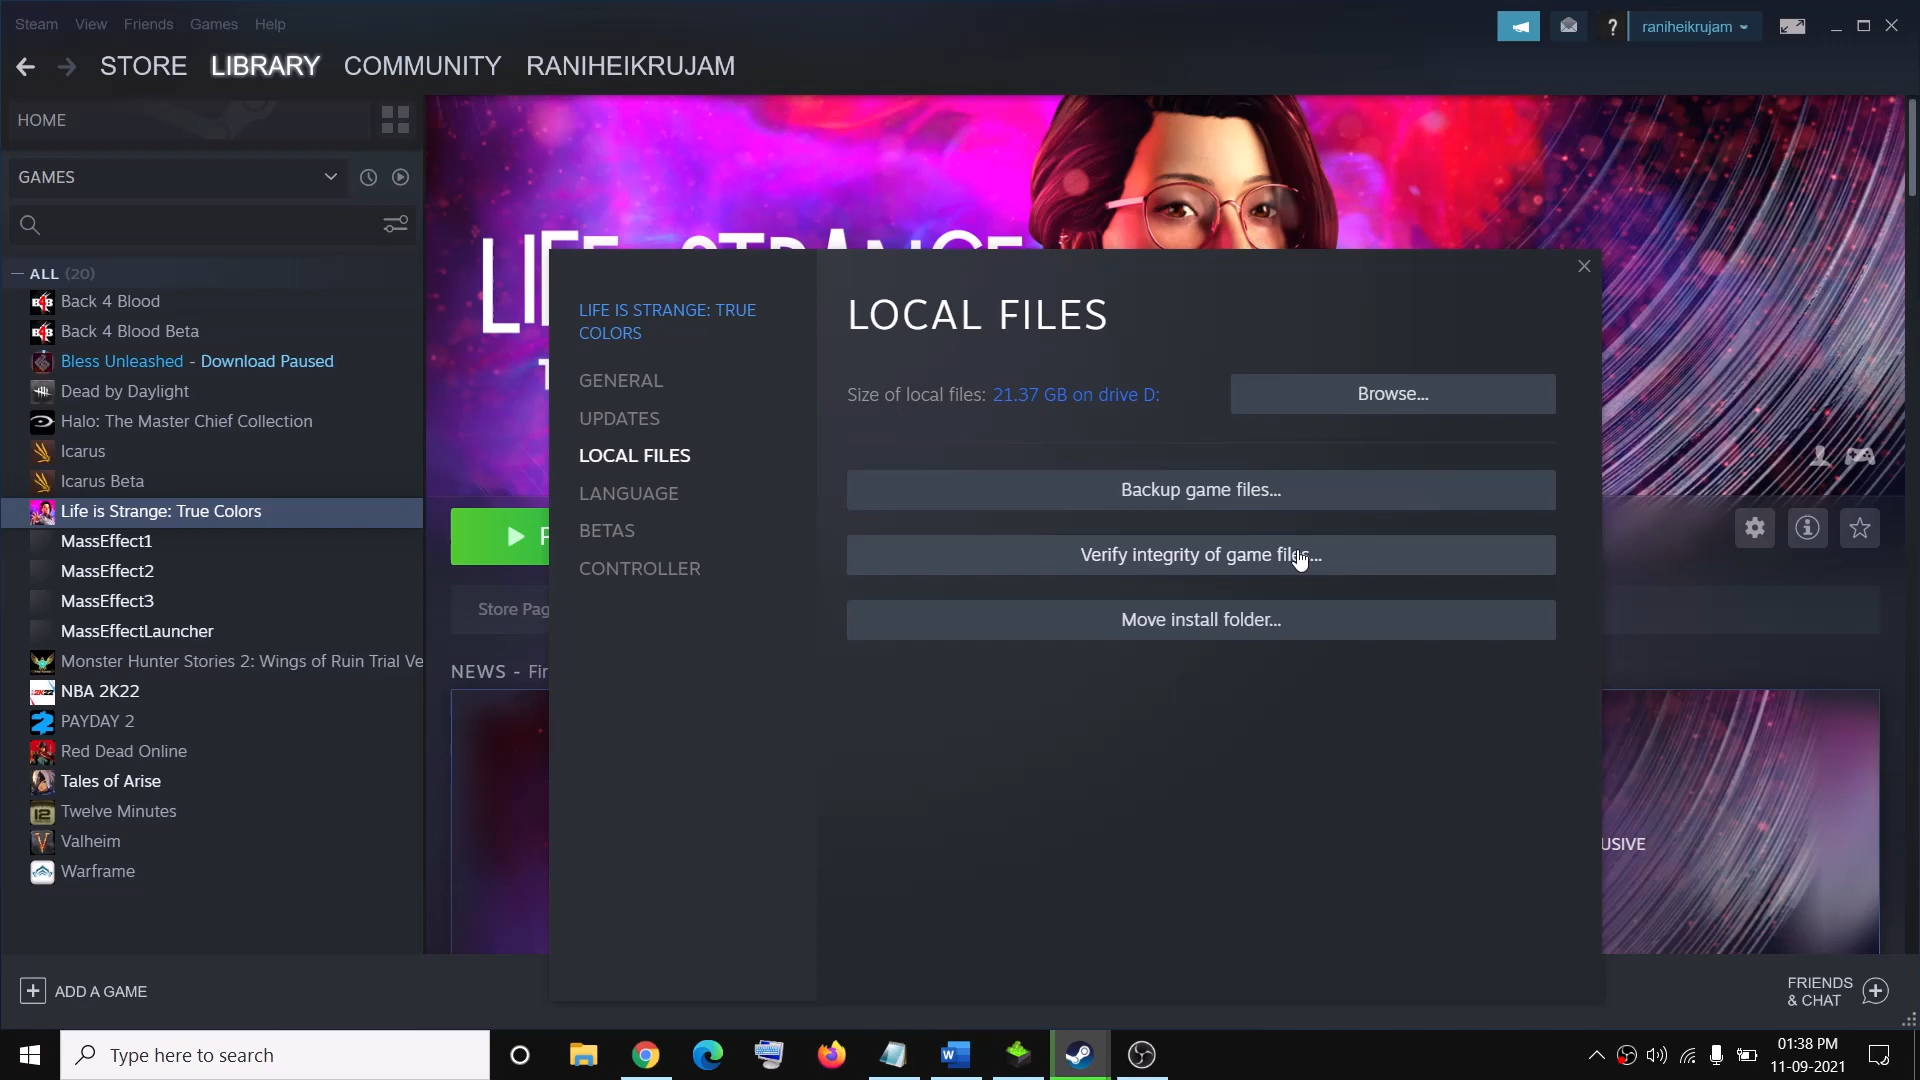 Steam View Friends Games Help
raniheikrujam
STORE LIBRARY COMMUNITY RANIHEIKRUJAM
HOME
GAMES
ALL (20)
Back 4 Blood
Back 4 Blood Beta
Bless Unleashed - Download Paused
Dead by Daylight
Halo: The Master Chief Collection
Icarus
Icarus Beta
Life is Strange: True Colors
MassEffect1
MassEffect2
MassEffect3
MassEffectLauncher
Monster Hunter Stories 2: Wings of Ruin Trial Ve
NBA 2K22
PAYDAY 2
Red Dead Online
Tales of Arise
Twelve Minutes
Valheim
Warframe
ADD A GAME
Store Pag
NEWS - Fir
LIFE IS STRANGE: TRUE
COLORS
GENERAL
UPDATES
LOCAL FILES
LANGUAGE
BETAS
CONTROLLER
LOCAL FILES
Size of local files: 21.37 GB on drive D:
Browse...
Backup game files...
Verify integrity of game files...
Move install folder...
USIVE
FRIENDS
& CHAT
Type here to search
01:38 PM
11-09-2021